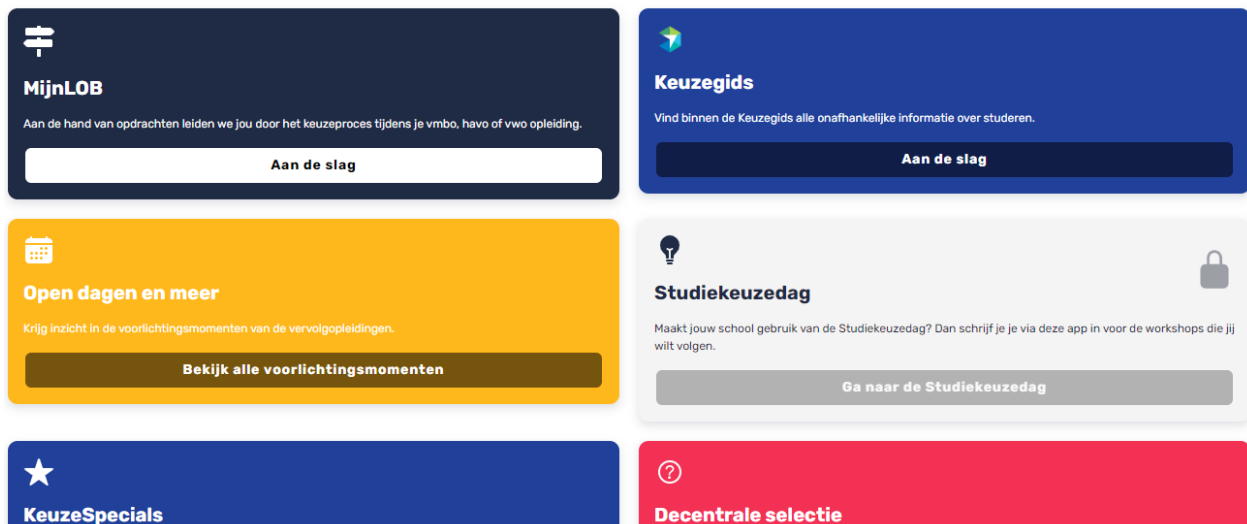 MijnLOB
Aan de hand van opdrachten leiden we jou door het keuzeproces tijdens je vmbo, havo of vwo opleiding.
Aan de slag
Keuzegids
Vind binnen de Keuzegids alle onafhankelijke informatie over studeren.
Aan de slag
Open dagen en meer
Krijg inzicht in de voorlichtingsmomenten van de vervolgopleidingen.
Bekijk alle voorlichtingsmomenten
Studiekeuzedag
Maakt jouw school gebruik van de Studiekeuzedag? Dan schrijf je je via deze app in voor de workshops die jij
wilt volgen.
Ga naar de Studiekeuzedag
KeuzeSpecials
Decentrale selectie